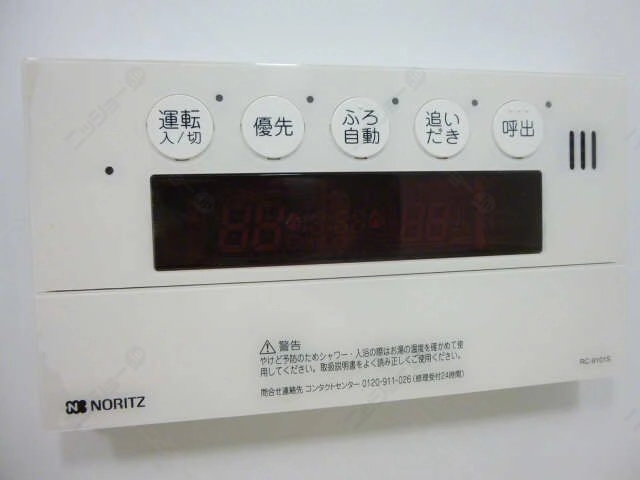 運転
入/切
優先
ふろ
自動
追い
だき
呼出
警告
やけど予防のためシャワー・入浴の際はお湯の温度を確かめて使
用してください。取扱説明書をよく読み正しくご使用ください。
問合せ連絡先 コンタクトセンター 0120-911-026 (修理受付24時間)
RC-9101S
NORITZ